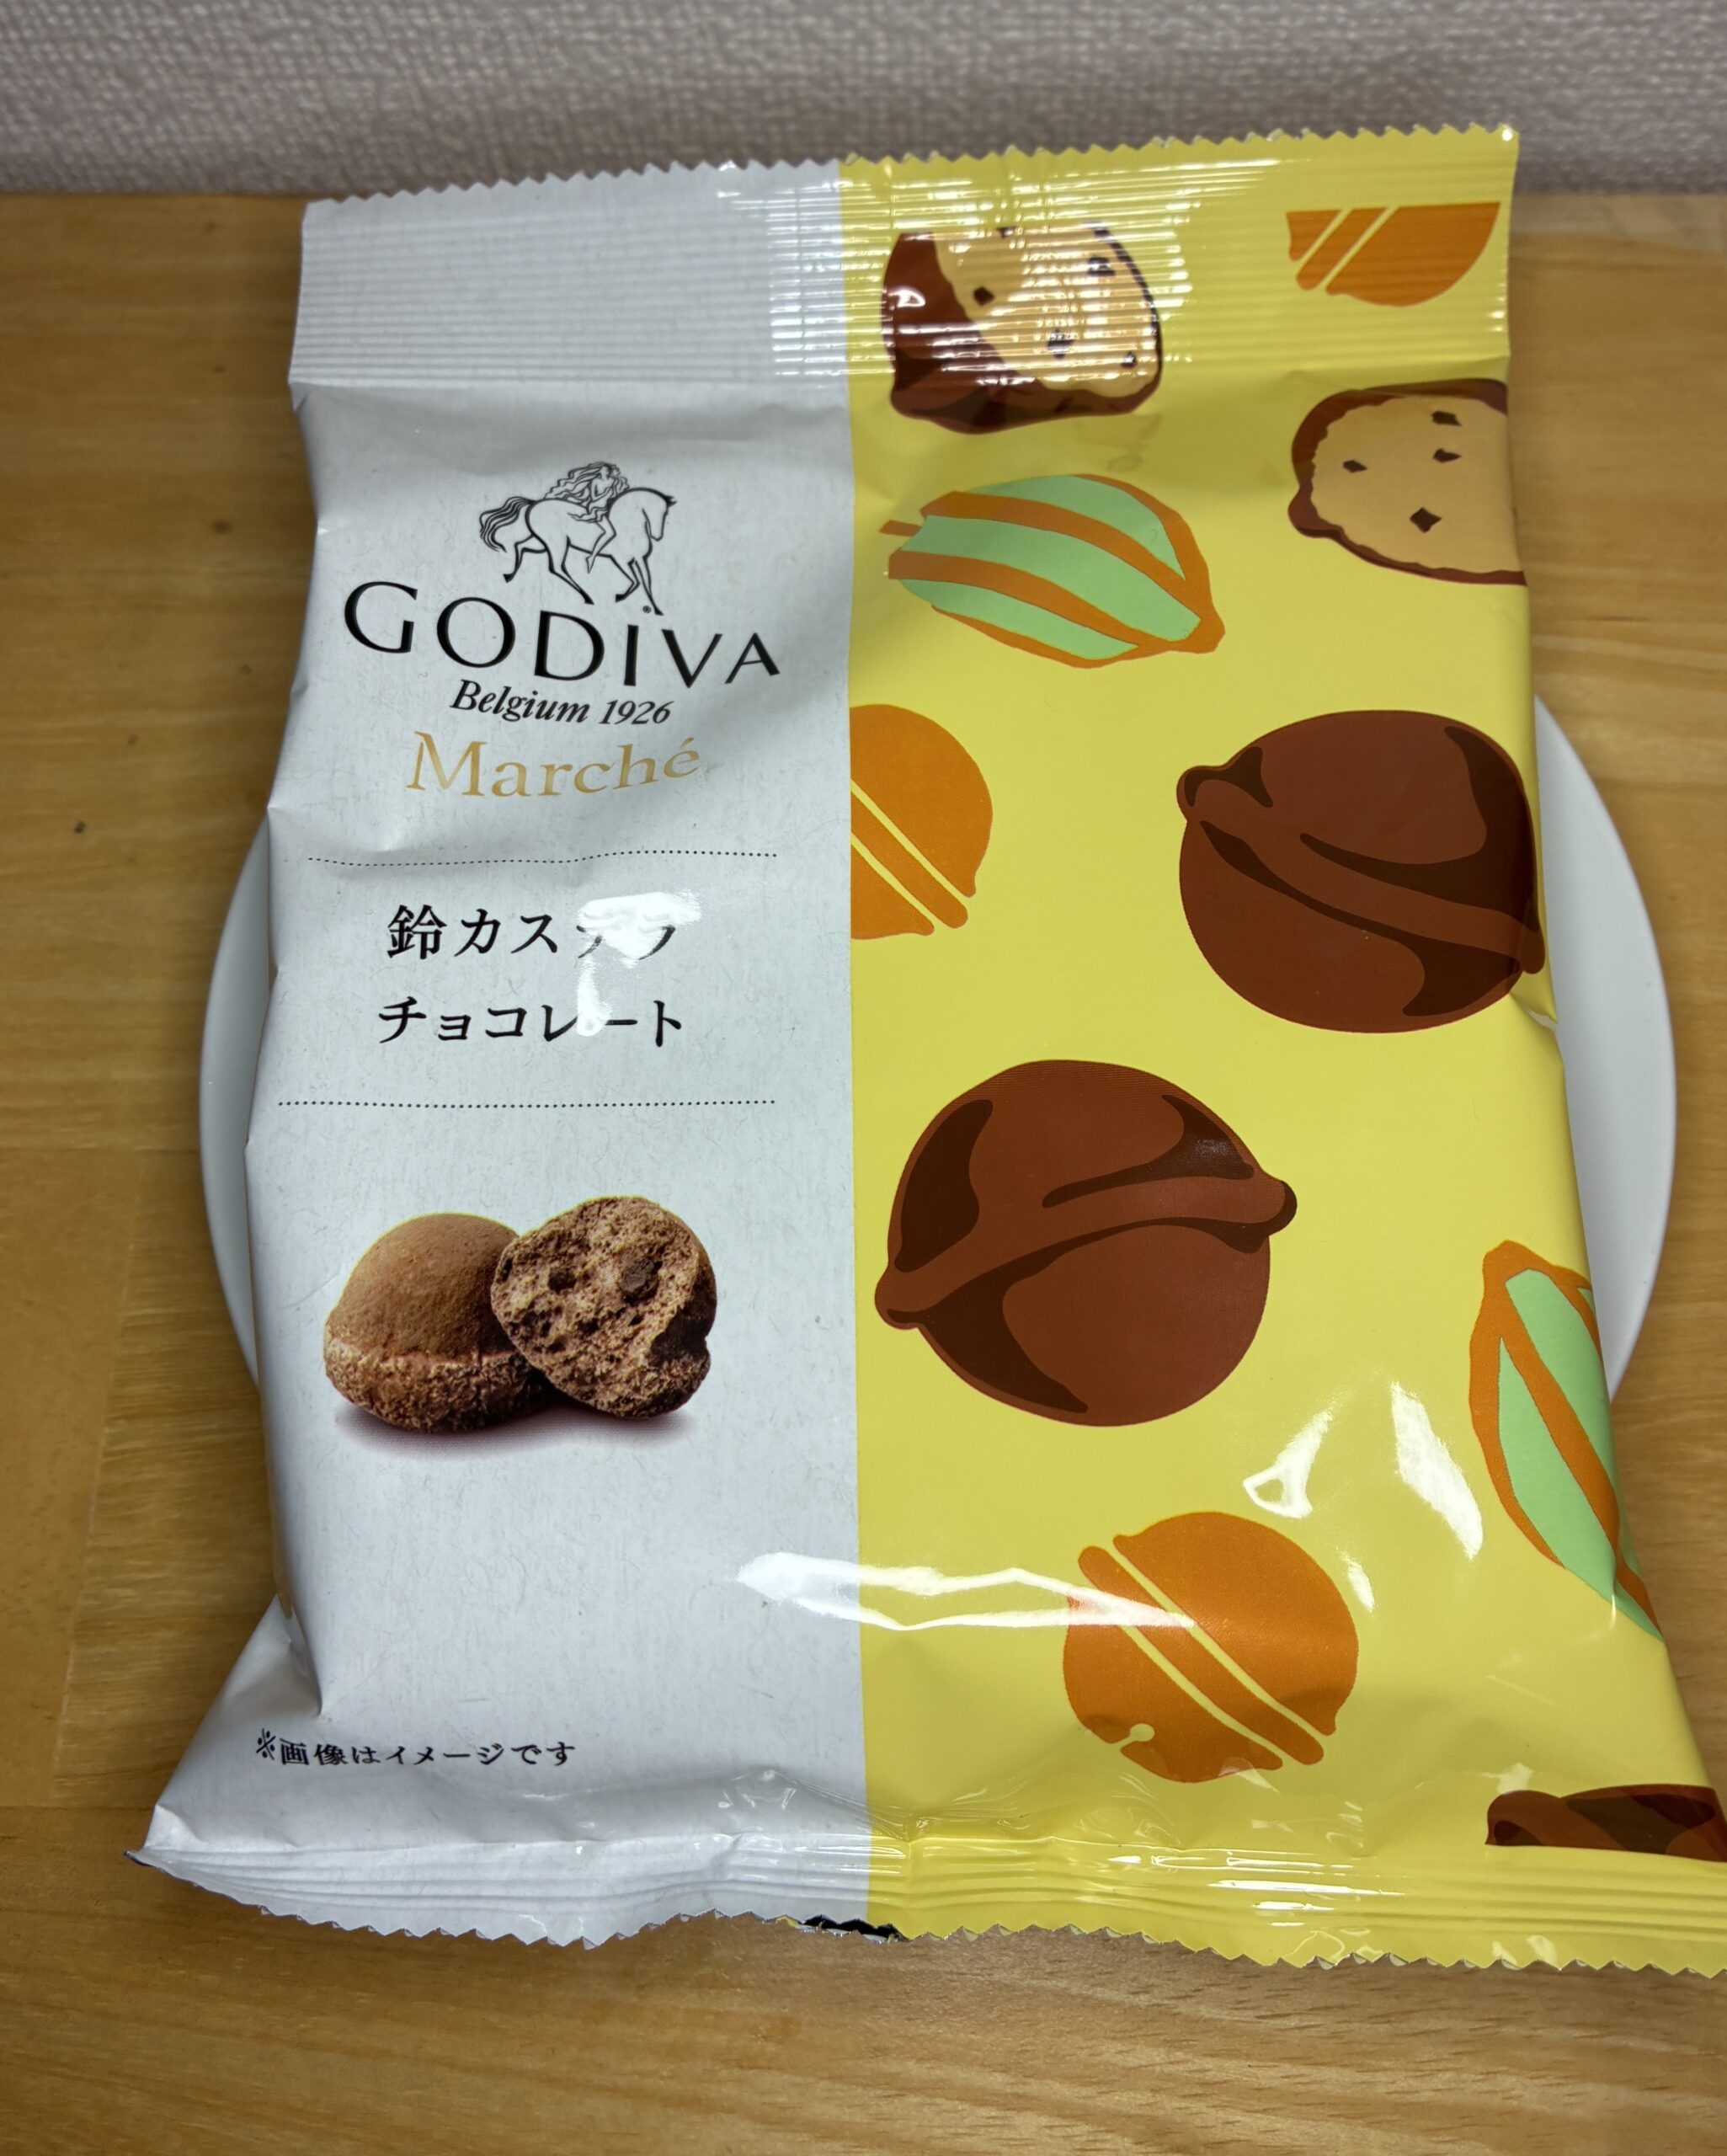 GODIVA
Belgium 1926
Marché
鈴カステラ
チョコレート
※画像はイメージです